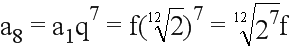 a₈ = a₁q⁷ = f(¹²√2)⁷ = ¹²√2⁷f